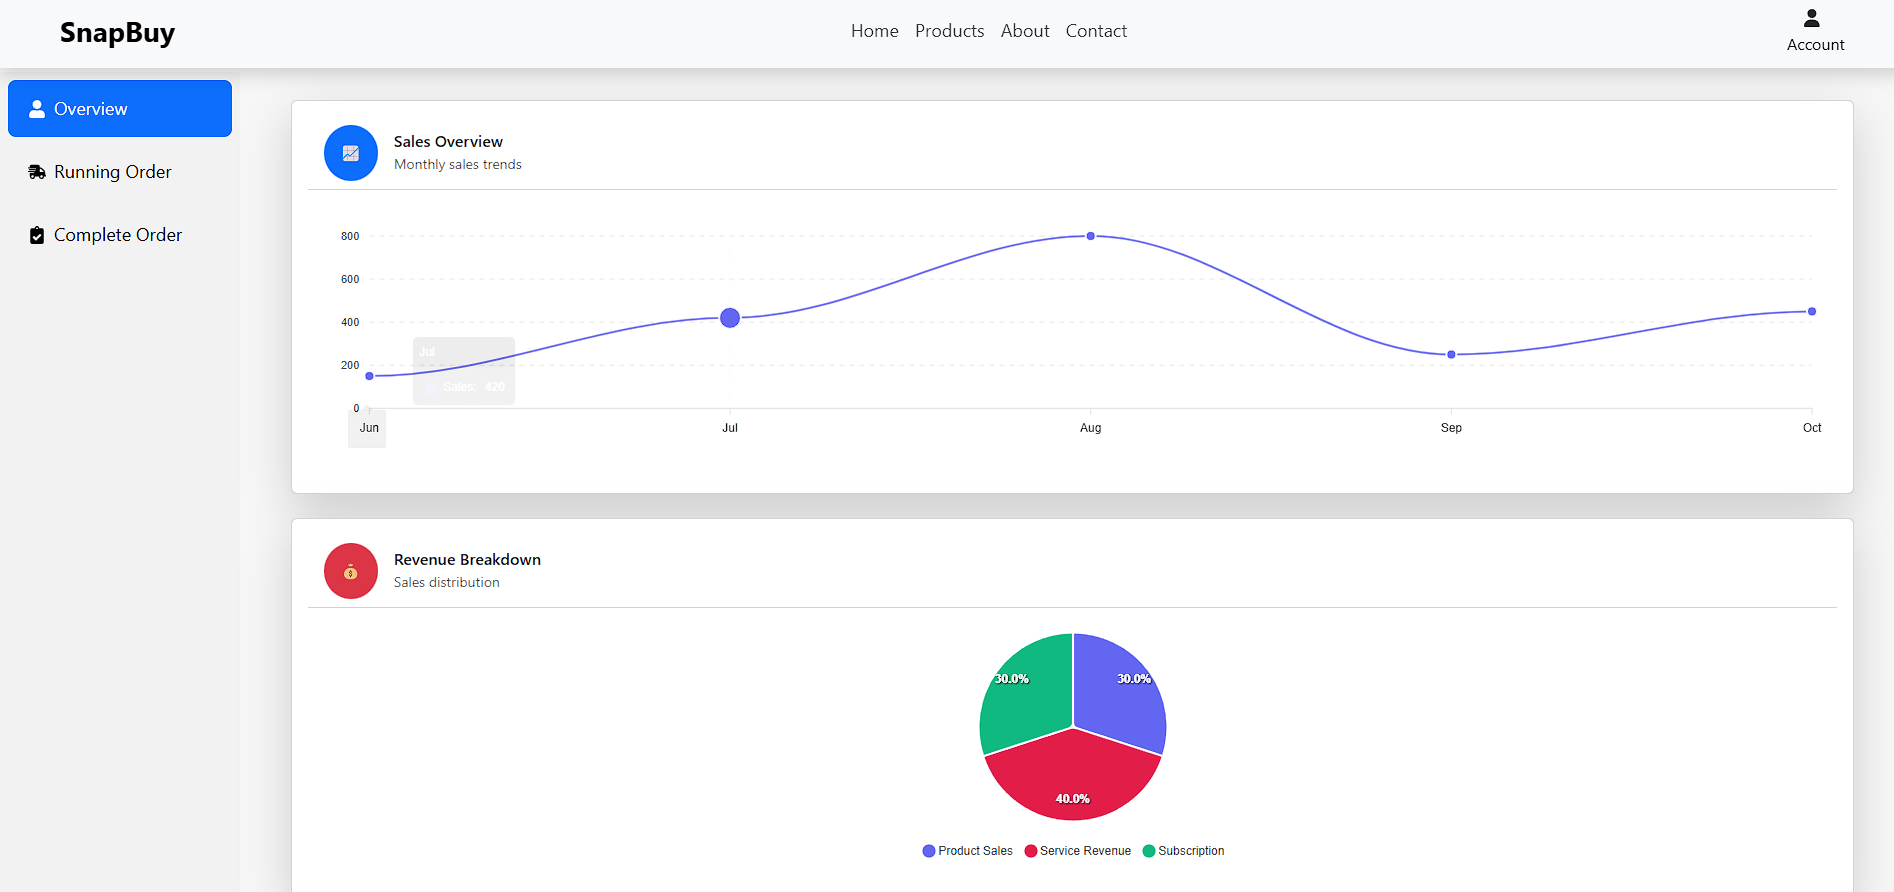 SnapBuy
Home Products About Contact
Account
Overview
Running Order
Complete Order
Sales Overview
Monthly sales trends
800
600
400
200
0
Jul
Sales: 420
Jun Jul Aug Sep Oct
Revenue Breakdown
Sales distribution
30.0% 30.0%
40.0%
Product Sales Service Revenue Subscription